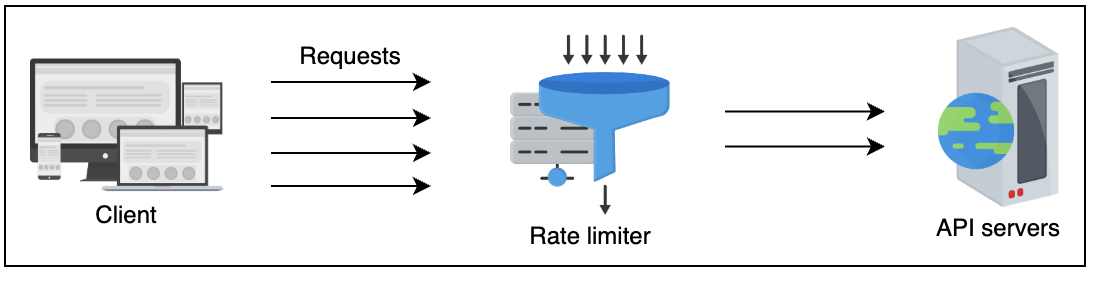 Requests
Client
Rate limiter
API servers